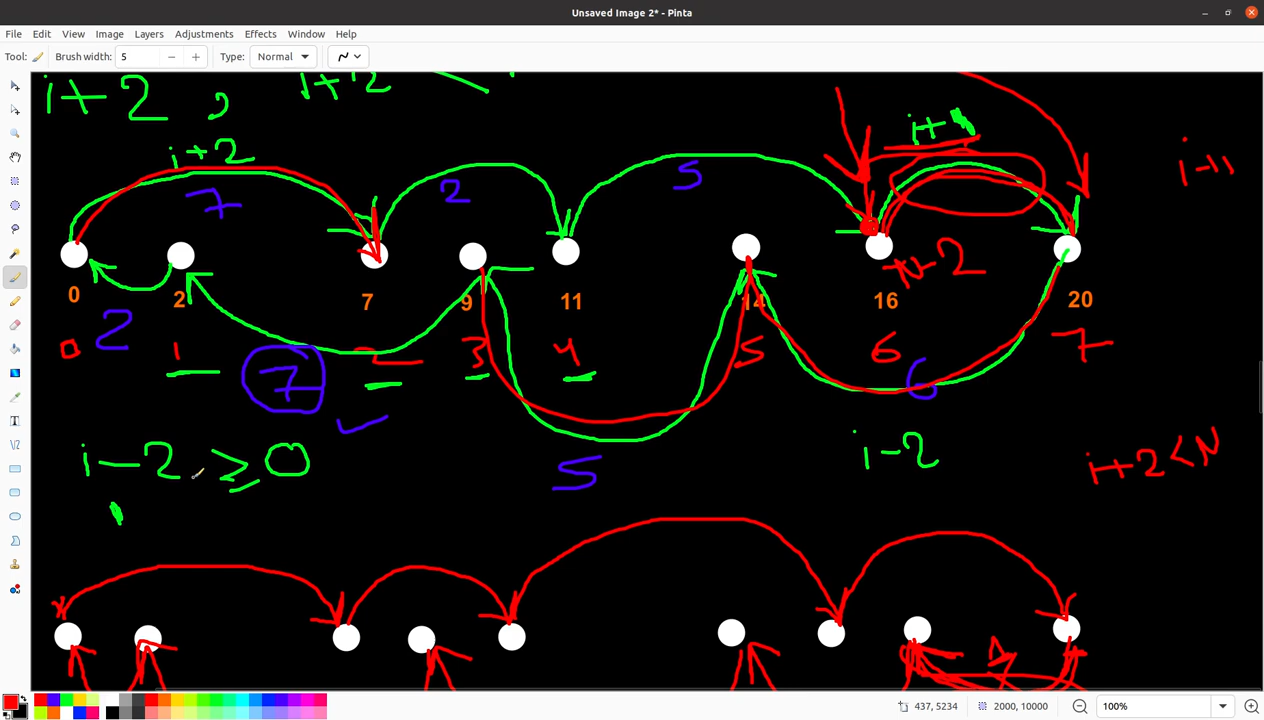 Unsaved Image 2* - Pinta
File Edit View Image Layers Adjustments Effects Window Help
Tool: Brush width: 5 − + Type: Normal
i+2 ,
i+2
i+2
i+1
i-1
7
2
5
N-2
0 2 7 9 11 14 16 20
2
0 1 2 3 4 5 6 7
7
6
i-2≥0
5
i-2
i+2<N
437, 5234 2000, 10000 100%